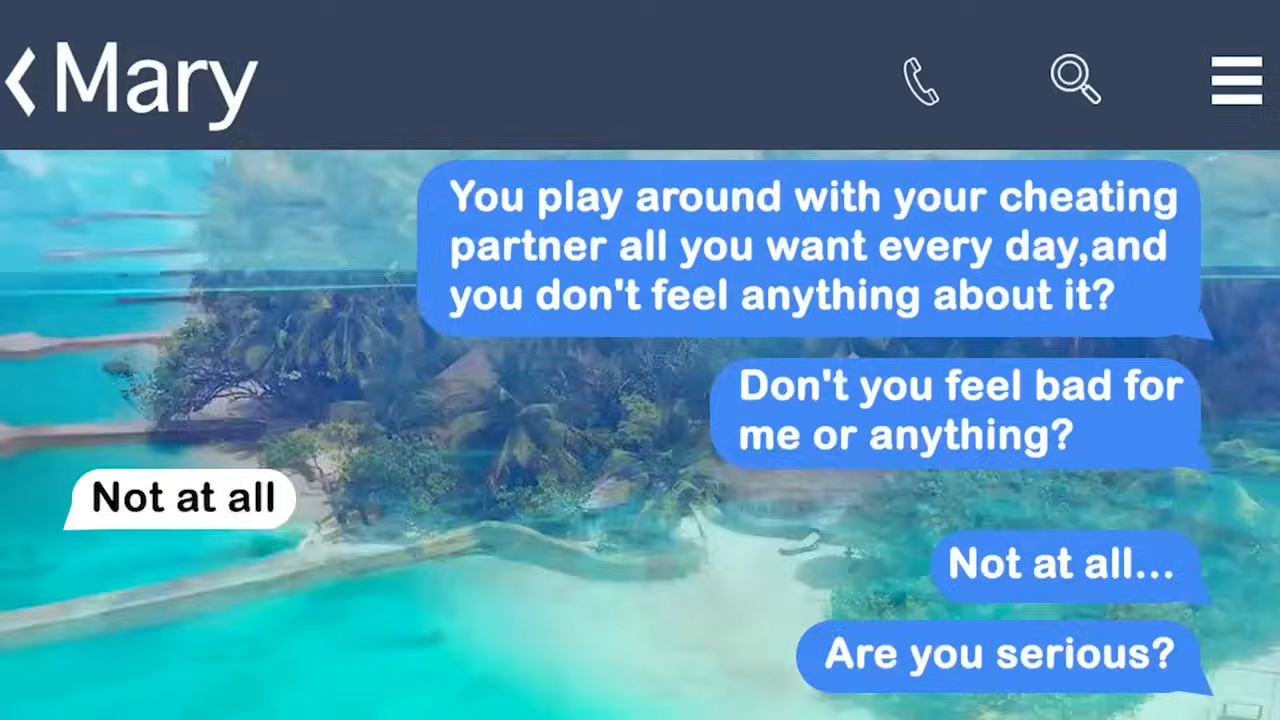 Mary
You play around with your cheating
partner all you want every day,and
you don't feel anything about it?
Don't you feel bad for
me or anything?
Not at all
Not at all...
Are you serious?